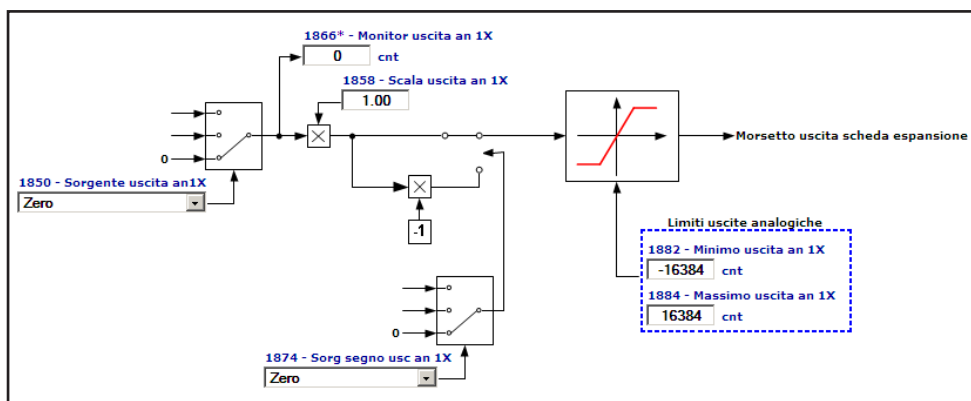 1866* - Monitor uscita an 1X
0 cnt
1858 - Scala uscita an 1X
1.00
×
0
Morsetto uscita scheda espansione
1850 - Sorgente uscita an1X
Zero
×
-1
Limiti uscite analogiche
1882 - Minimo uscita an 1X
-16384 cnt
1884 - Massimo uscita an 1X
16384 cnt
0
1874 - Sorg segno usc an 1X
Zero